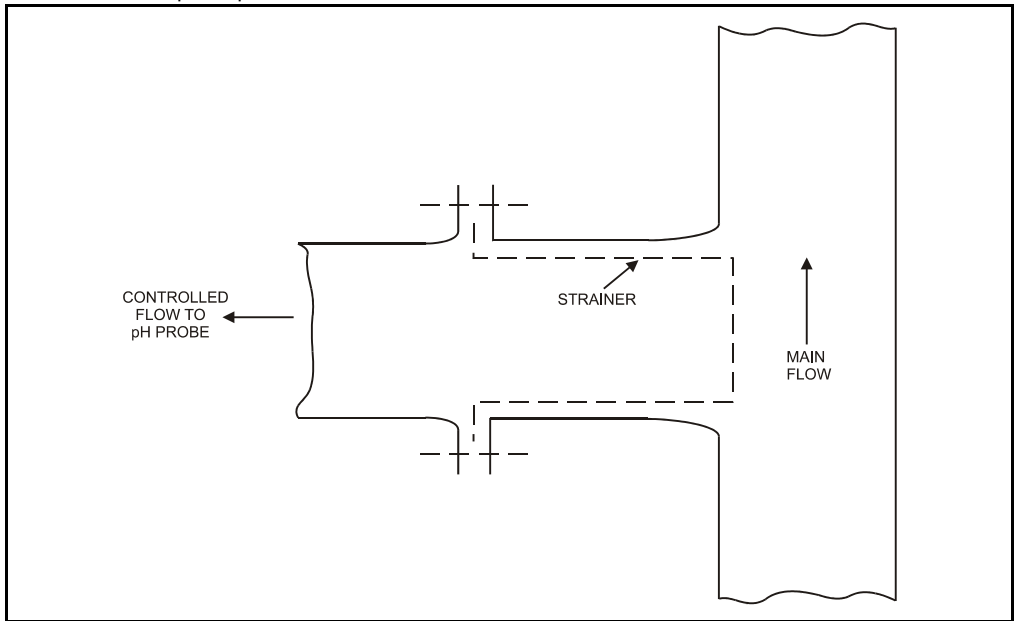 CONTROLLED
FLOW TO
pH PROBE
STRAINER
MAIN
FLOW